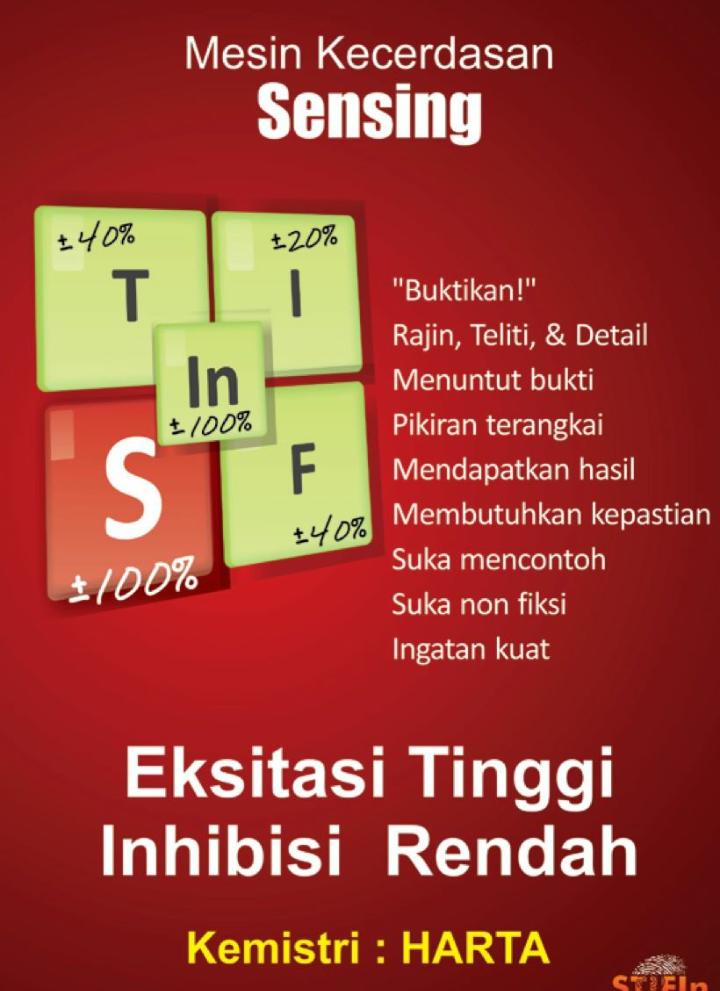 Mesin Kecerdasan
Sensing
±40%
T
±20%
I
In
±100%
S
±100%
F
±40%
"Buktikan!"
Rajin, Teliti, & Detail
Menuntut bukti
Pikiran terangkai
Mendapatkan hasil
Membutuhkan kepastian
Suka mencontoh
Suka non fiksi
Ingatan kuat
Eksitasi Tinggi
Inhibisi Rendah
Kemistri : HARTA
STIFIn